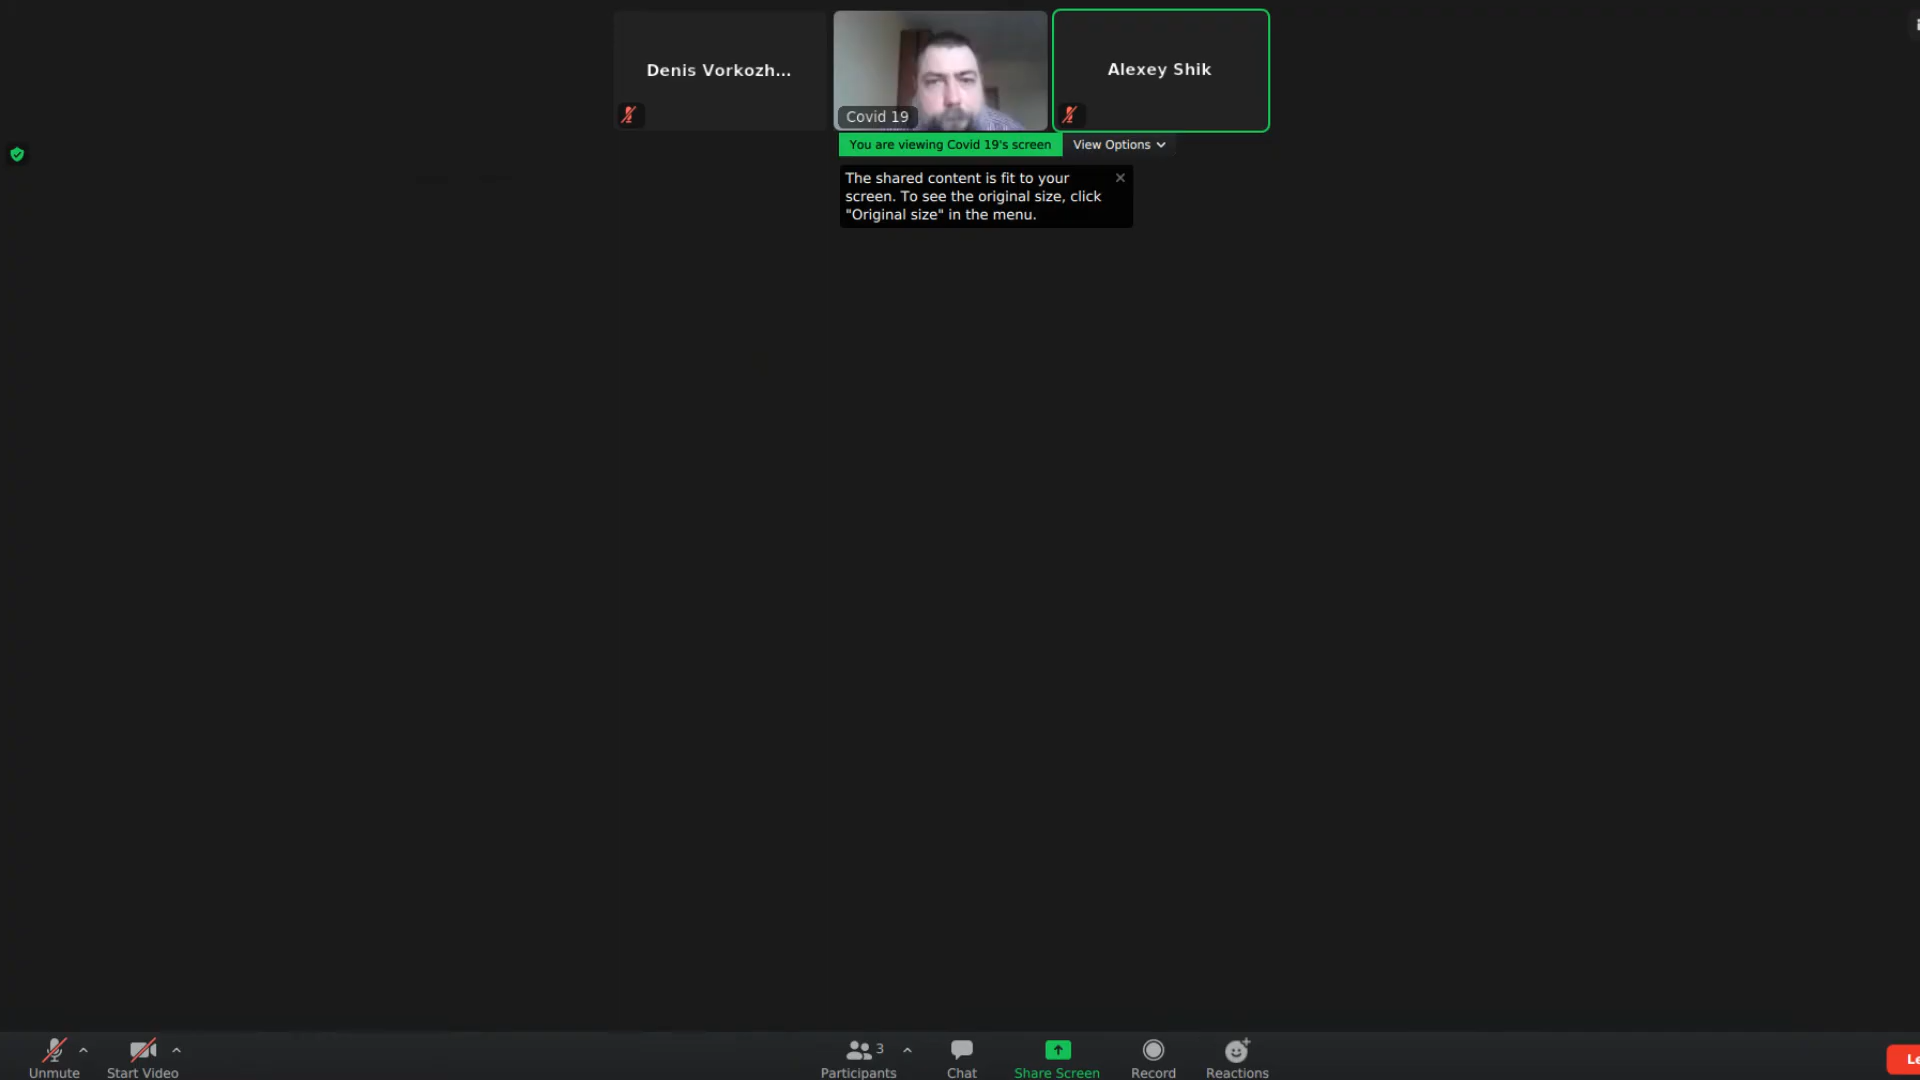 Denis Vorkozh...
Covid 19
Alexey Shik
You are viewing Covid 19's screen
View Options
The shared content is fit to your
screen. To see the original size, click
"Original size" in the menu.
Unmute
Start Video
Participants
3
Chat
Share Screen
Record
Reactions
Le